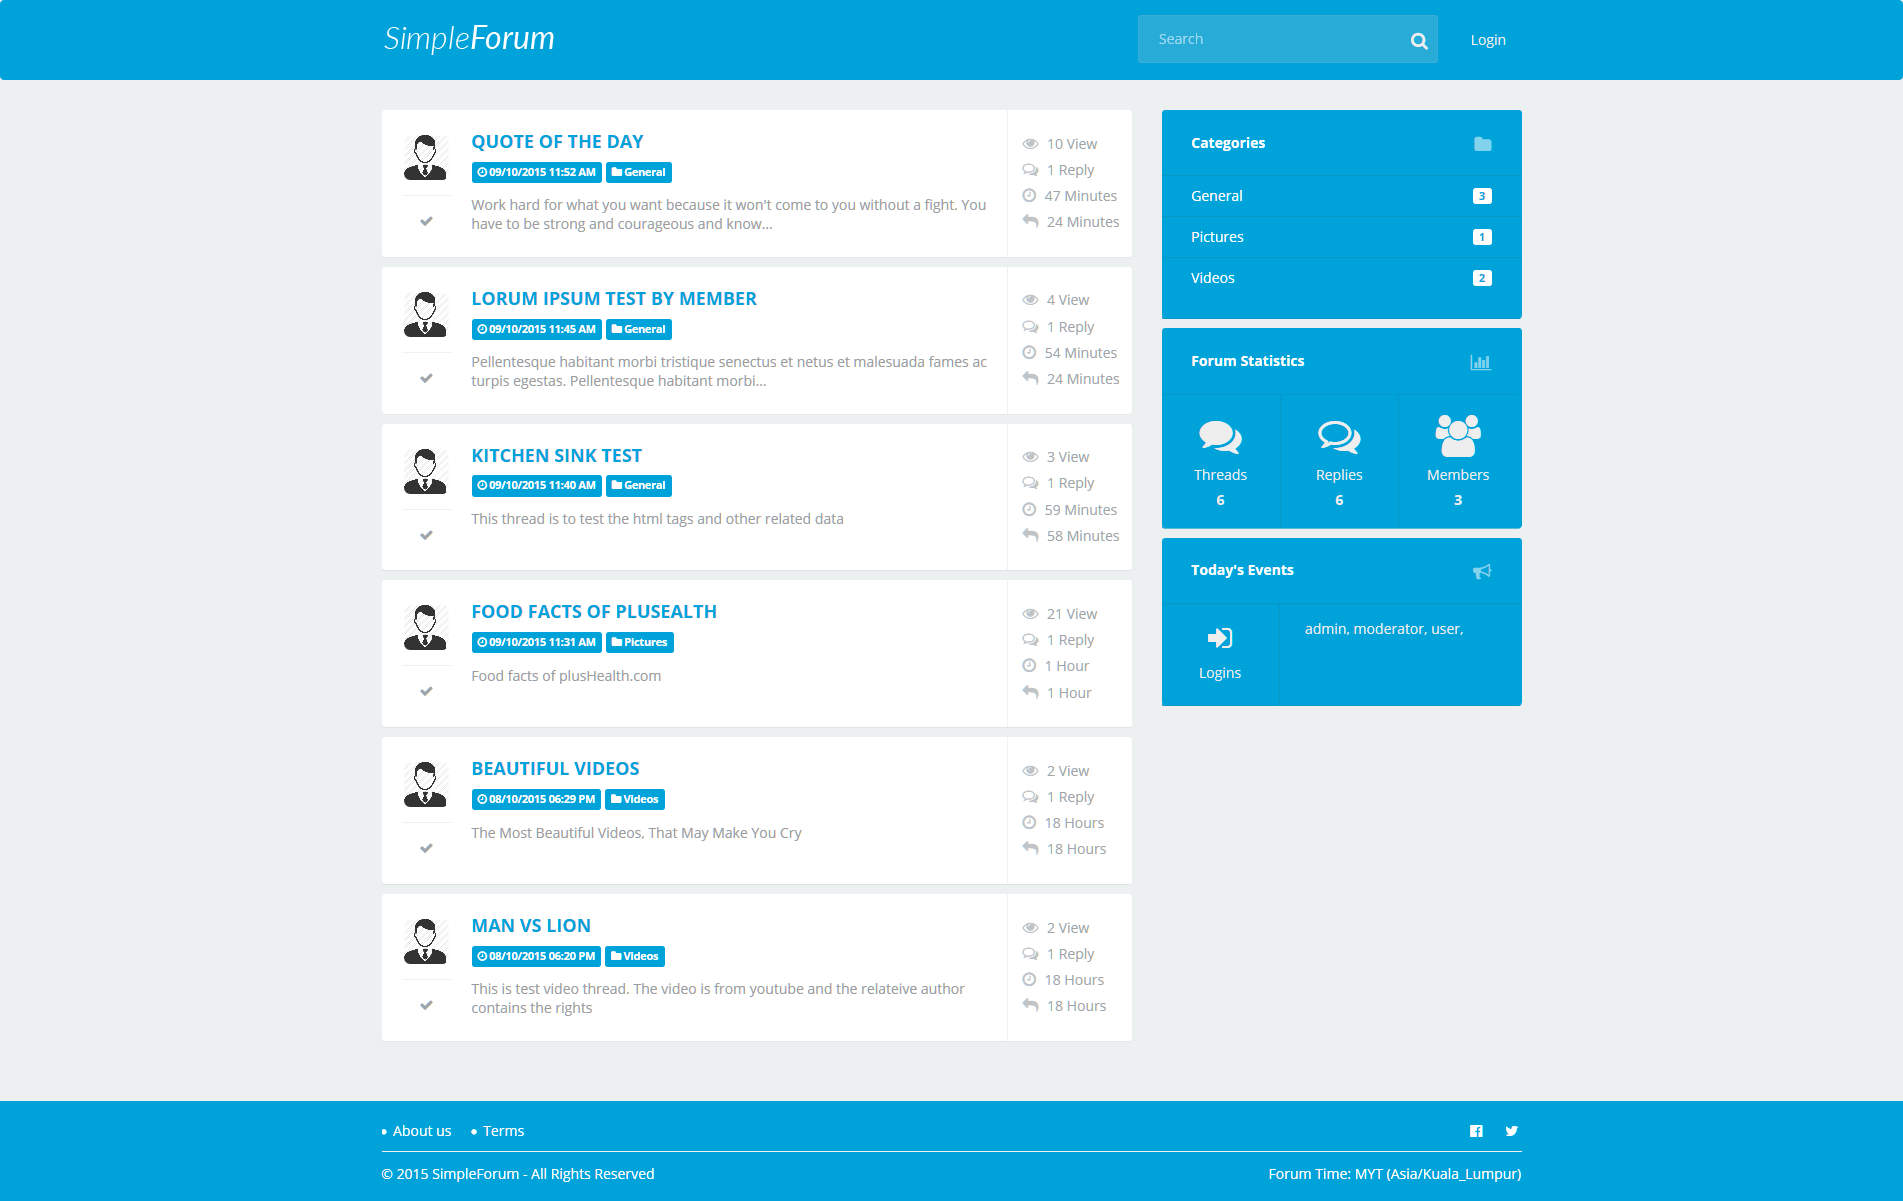 SimpleForum
Search
Login
QUOTE OF THE DAY
09/10/2015 11:52 AM General
Work hard for what you want because it won't come to you without a fight. You
have to be strong and courageous and know...
10 View
1 Reply
47 Minutes
24 Minutes
LORUM IPSUM TEST BY MEMBER
09/10/2015 11:45 AM General
Pellentesque habitant morbi tristique senectus et netus et malesuada fames ac
turpis egestas. Pellentesque habitant morbi...
4 View
1 Reply
54 Minutes
24 Minutes
KITCHEN SINK TEST
09/10/2015 11:40 AM General
This thread is to test the html tags and other related data
3 View
1 Reply
59 Minutes
58 Minutes
FOOD FACTS OF PLUSEALTH
09/10/2015 11:31 AM Pictures
Food facts of plusHealth.com
21 View
1 Reply
1 Hour
1 Hour
BEAUTIFUL VIDEOS
08/10/2015 06:29 PM Videos
The Most Beautiful Videos, That May Make You Cry
2 View
1 Reply
18 Hours
18 Hours
MAN VS LION
08/10/2015 06:20 PM Videos
This is test video thread. The video is from youtube and the relateive author
contains the rights
2 View
1 Reply
18 Hours
18 Hours
Categories
General 3
Pictures 1
Videos 2
Forum Statistics
Threads
6
Replies
6
Members
3
Today's Events
Logins
admin, moderator, user,
• About us • Terms
© 2015 SimpleForum - All Rights Reserved
Forum Time: MYT (Asia/Kuala_Lumpur)